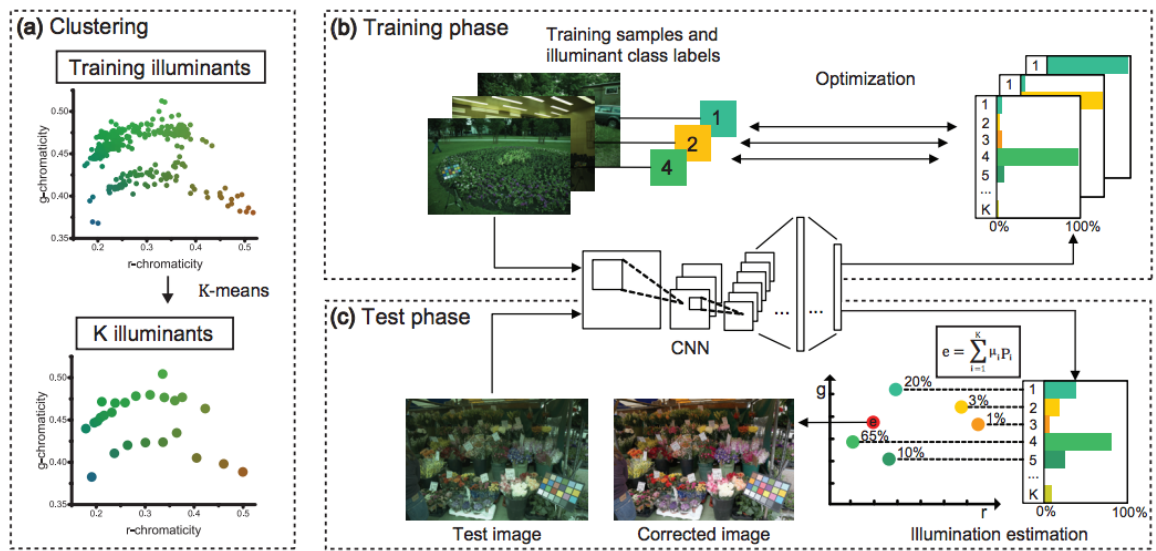 (a) Clustering
Training illuminants
g-chromaticity
0.50
0.45
0.40
0.35
0.2
0.3
0.4
0.5
r-chromaticity
K-means
K illuminants
g-chromaticity
0.50
0.45
0.40
0.35
0.2
0.3
0.4
0.5
r-chromaticity
(b) Training phase
Training samples and
illuminant class labels
1
2
4
Optimization
1
1
1
2
3
4
5
...
K
0%
100%
CNN
...
...
(c) Test phase
Test image
Corrected image
e = ∑ᵢ₌₁ᴷ μᵢpᵢ
g
20%
3%
1%
e
65%
10%
r
1
2
3
4
5
...
K
0%
100%
Illumination estimation